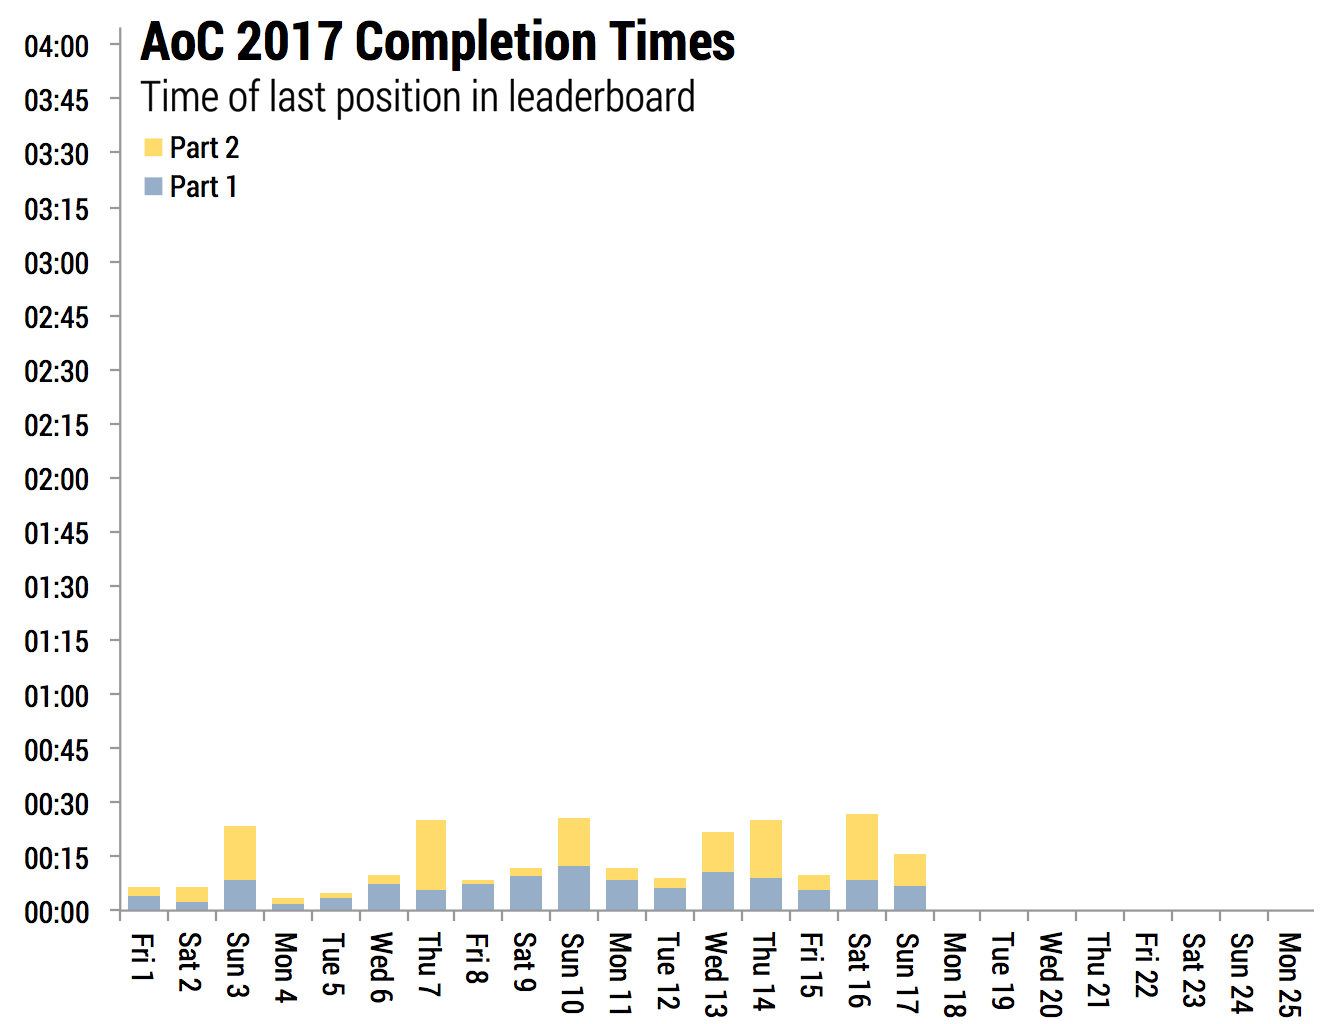 AoC 2017 Completion Times
Time of last position in leaderboard
Part 2
Part 1
04:00
03:45
03:30
03:15
03:00
02:45
02:30
02:15
02:00
01:45
01:30
01:15
01:00
00:45
00:30
00:15
00:00
Fri 1
Sat 2
Sun 3
Mon 4
Tue 5
Wed 6
Thu 7
Fri 8
Sat 9
Sun 10
Mon 11
Tue 12
Wed 13
Thu 14
Fri 15
Sat 16
Sun 17
Mon 18
Tue 19
Wed 20
Thu 21
Fri 22
Sat 23
Sun 24
Mon 25